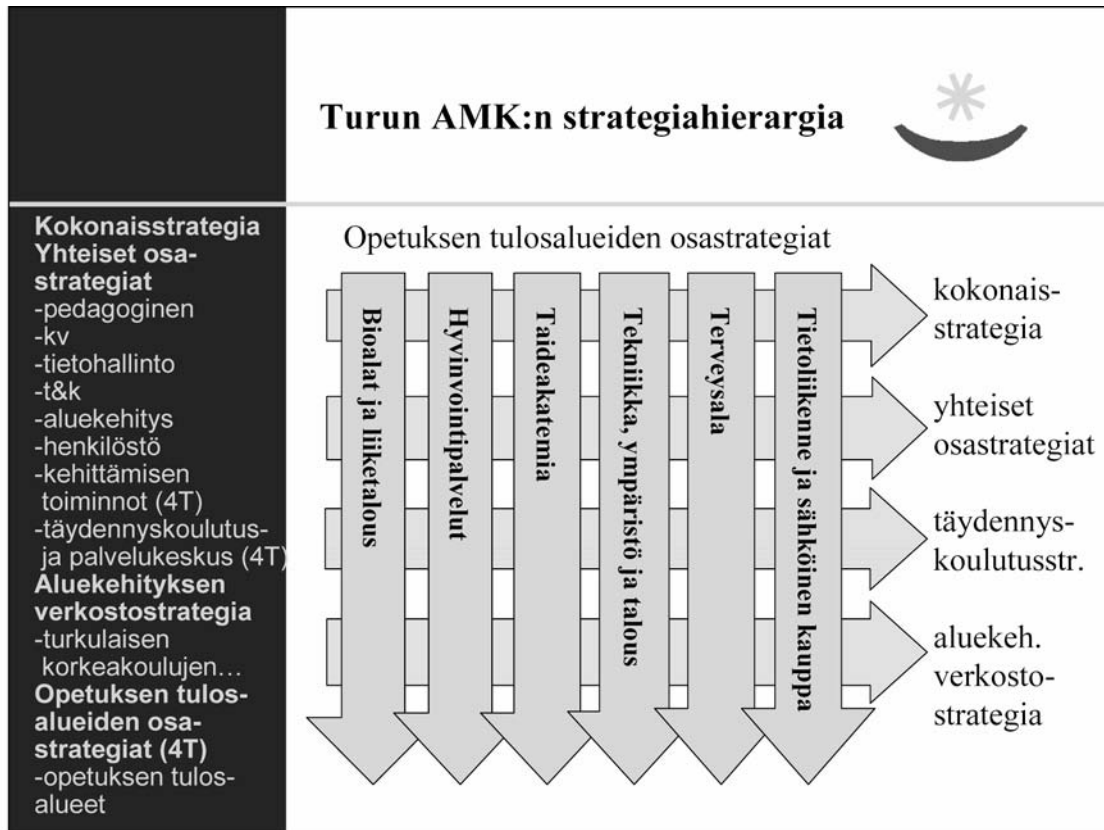 Turun AMK:n strategiahierargia
Kokonaisstrategia
Yhteiset osa-
strategiat
-pedagoginen
-kv
-tietohallinto
-t&k
-aluekehitys
-henkilöstö
-kehittämisen
toiminnot (4T)
-täydennyskoulutus-
ja palvelukeskus (4T)
Aluekehityksen
verkostostrategia
-turkulaisen
korkeakoulujen…
Opetuksen tulos-
alueiden osa-
strategiat (4T)
-opetuksen tulos-
alueet
Opetuksen tulosalueiden osastrategiat
Bioalat ja liiketalous
Hyvinvointipalvelut
Taideakatemia
Tekniikka, ympäristö ja talous
Terveysala
Tietoliikenne ja sähköinen kauppa
kokonais-
strategia
yhteiset
osastrategiat
täydennys-
koulutusstr.
aluekeh.
verkosto-
strategia